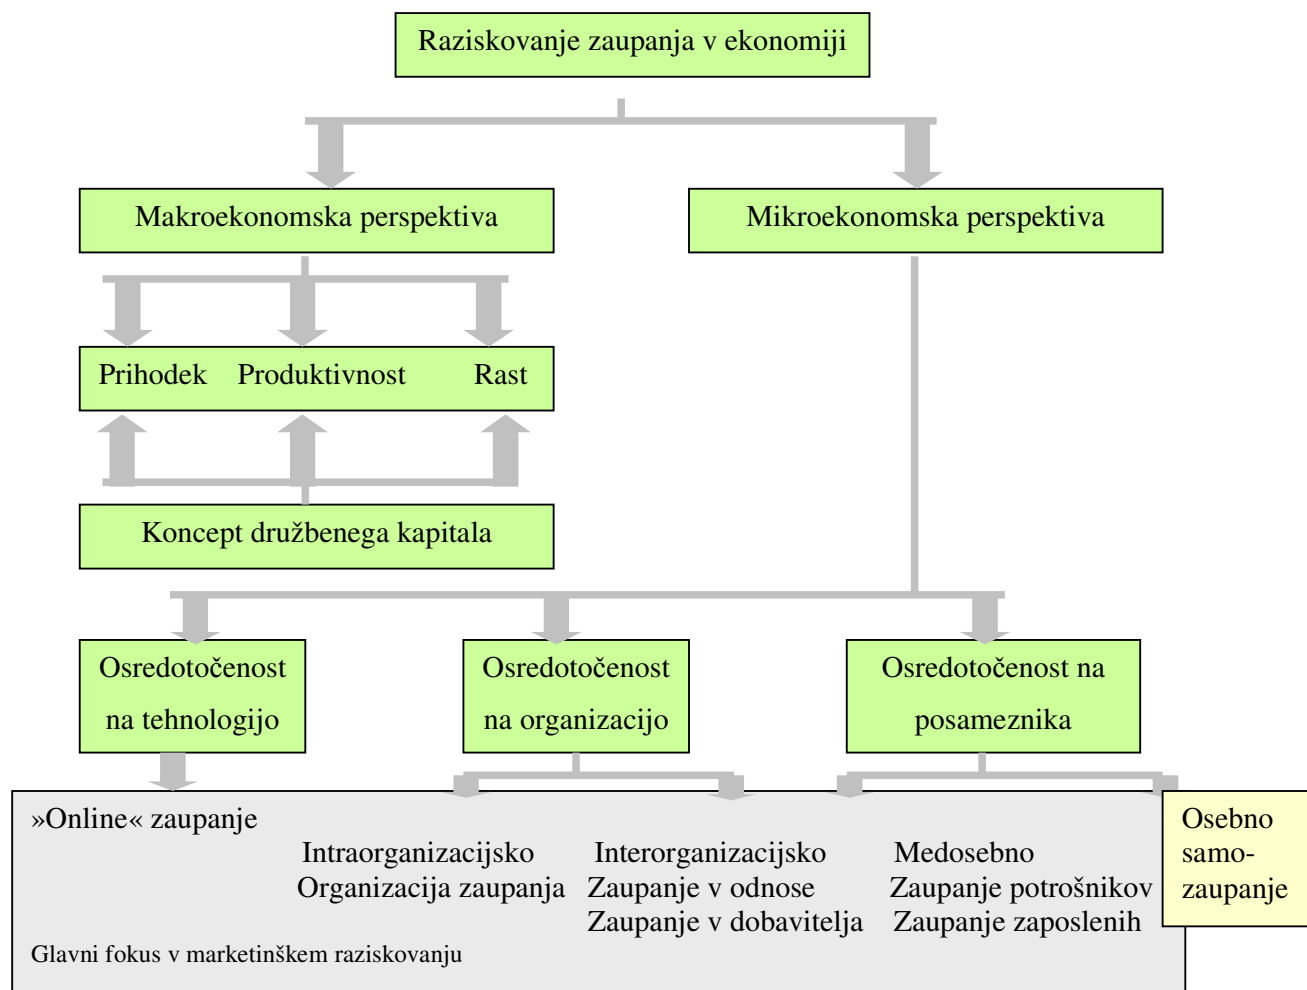 Raziskovanje zaupanja v ekonomiji
Makroekonomska perspektiva
Mikroekonomska perspektiva
Prihodek Produktivnost Rast
Koncept družbenega kapitala
Osredotočenost
na tehnologijo
Osredotočenost
na organizacijo
Osredotočenost na
posameznika
»Online« zaupanje
Intraorganizacijsko
Organizacija zaupanja
Interorganizacijsko
Zaupanje v odnose
Zaupanje v dobavitelja
Medosebno
Zaupanje potrošnikov
Zaupanje zaposlenih
Osebno
samo-
zaupanje
Glavni fokus v marketinškem raziskovanju